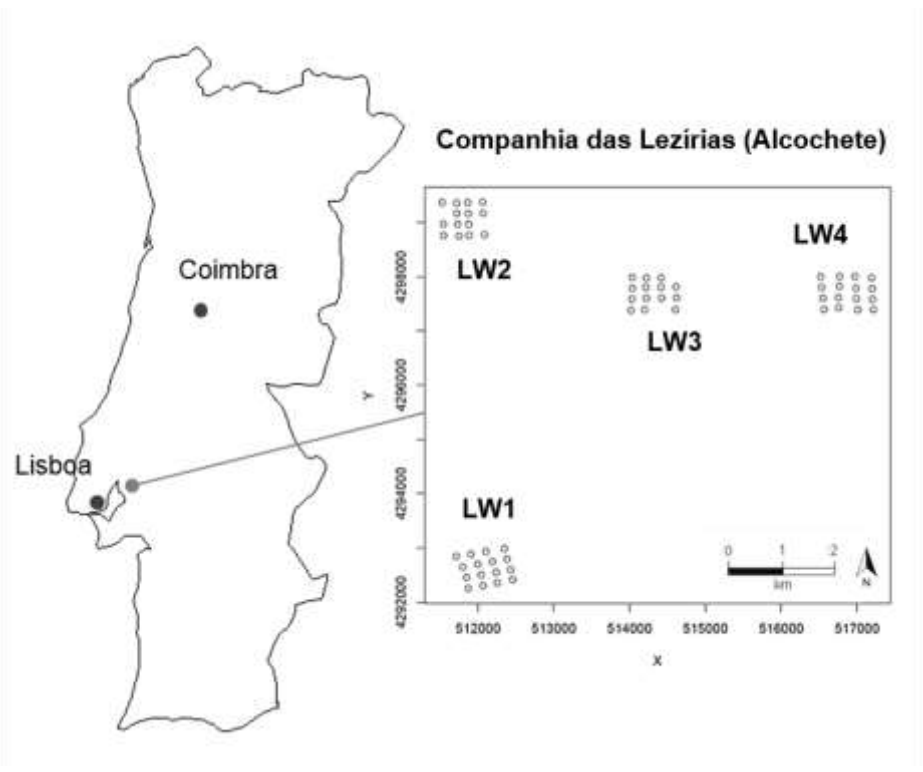 Companhia das Lezírias (Alcochete)
Coimbra
Lisboa
LW2
LW4
LW3
LW1
4298000
4296000
4294000
4292000
Y
0 1 2
km
N
512000 513000 514000 515000 516000 517000
X